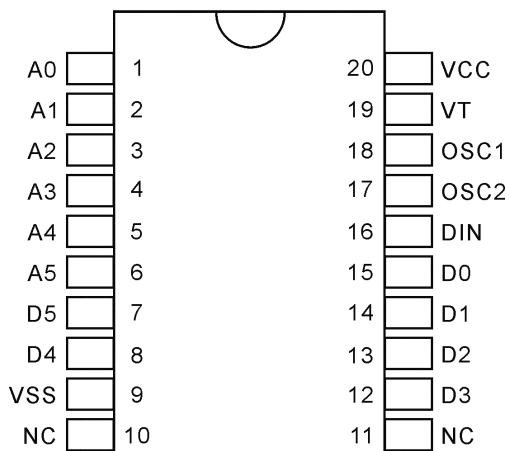 A0 1 20 VCC
A1 2 19 VT
A2 3 18 OSC1
A3 4 17 OSC2
A4 5 16 DIN
A5 6 15 D0
D5 7 14 D1
D4 8 13 D2
VSS 9 12 D3
NC 10 11 NC